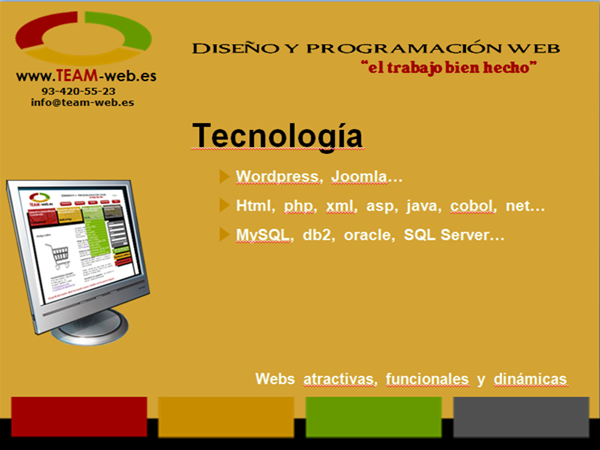 www.TEAM-web.es
93-420-55-23
info@team-web.es
DISEÑO Y PROGRAMACIÓN WEB
“el trabajo bien hecho”
Tecnología
Wordpress, Joomla…
Html, php, xml, asp, java, cobol, net…
MySQL, db2, oracle, SQL Server…
Webs atractivas, funcionales y dinámicas